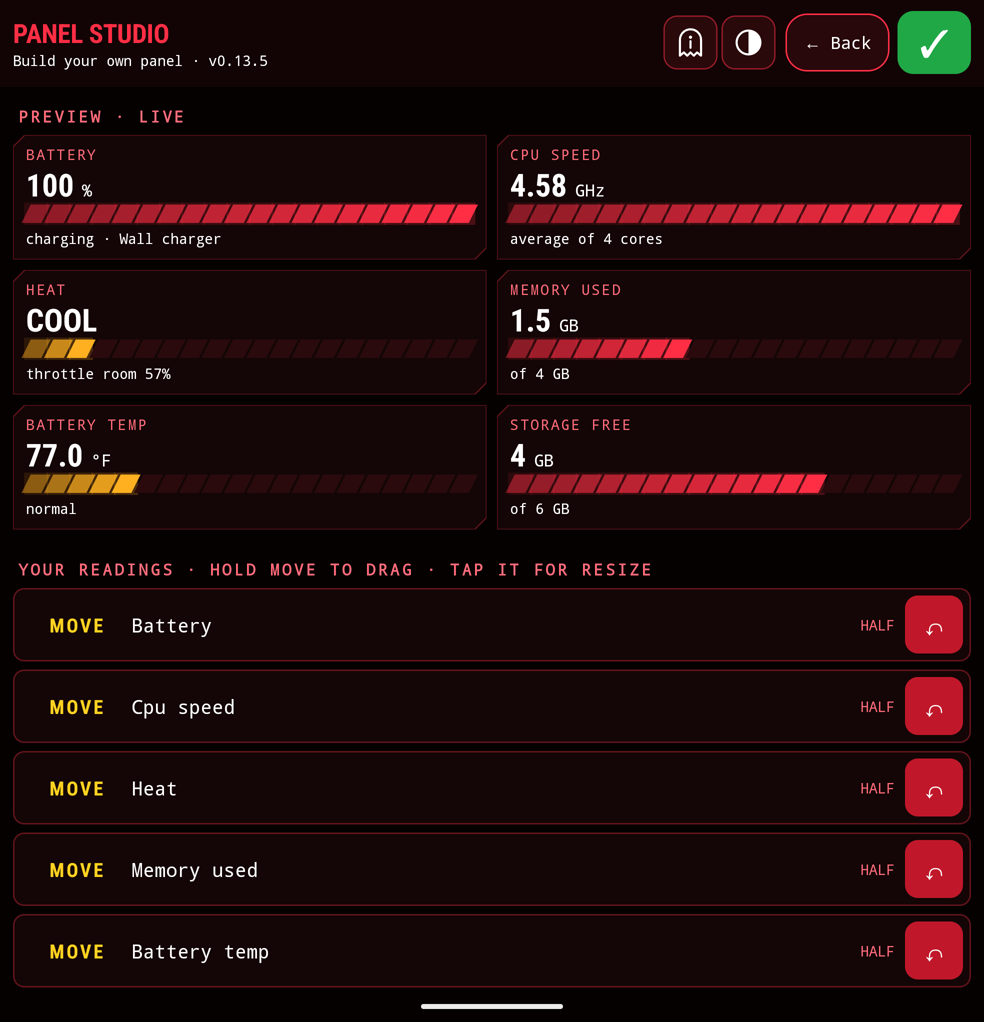 PANEL STUDIO
Build your own panel · v0.13.5
← Back
PREVIEW · LIVE
BATTERY
100 %
charging · Wall charger
CPU SPEED
4.58 GHz
average of 4 cores
HEAT
COOL
throttle room 57%
MEMORY USED
1.5 GB
of 4 GB
BATTERY TEMP
77.0 °F
normal
STORAGE FREE
4 GB
of 6 GB
YOUR READINGS · HOLD MOVE TO DRAG · TAP IT FOR RESIZE
MOVE Battery HALF
MOVE Cpu speed HALF
MOVE Heat HALF
MOVE Memory used HALF
MOVE Battery temp HALF